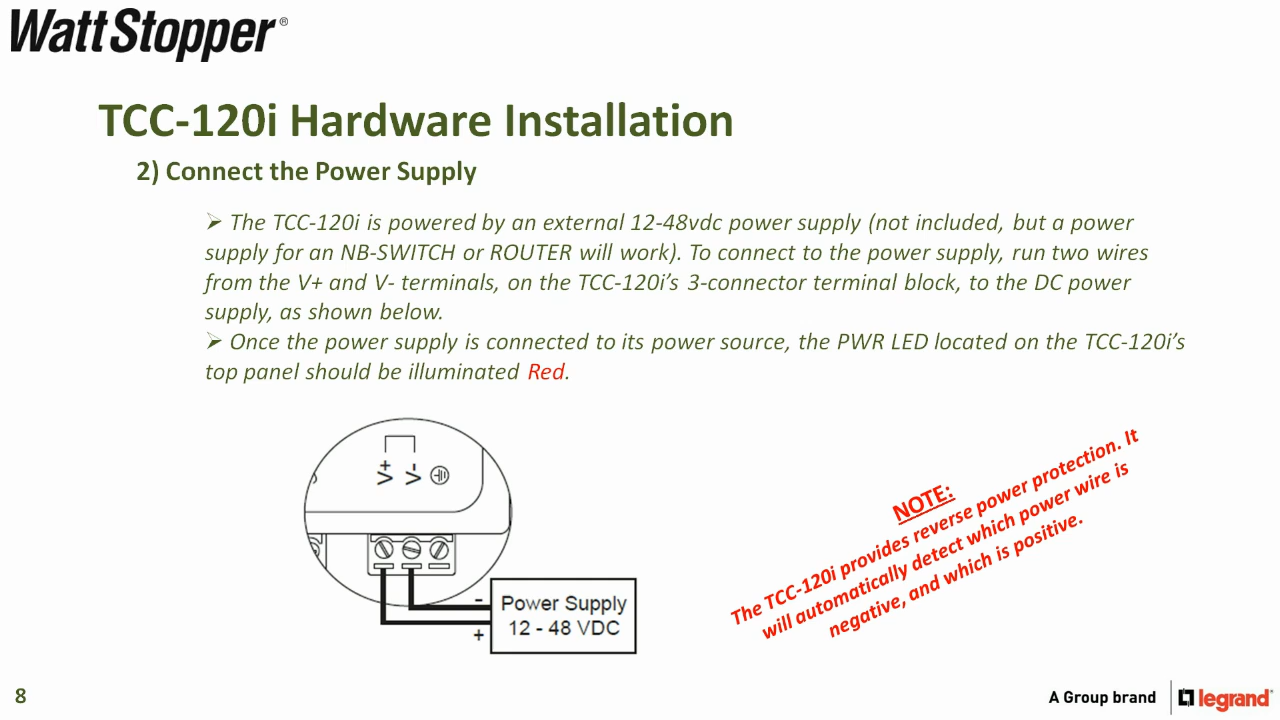 WattStopper®
TCC-120i Hardware Installation
2) Connect the Power Supply
➢ The TCC-120i is powered by an external 12-48vdc power supply (not included, but a power
supply for an NB-SWITCH or ROUTER will work). To connect to the power supply, run two wires
from the V+ and V- terminals, on the TCC-120i’s 3-connector terminal block, to the DC power
supply, as shown below.
➢ Once the power supply is connected to its power source, the PWR LED located on the TCC-120i’s
top panel should be illuminated Red.
V+
V-
-
+
Power Supply
12 - 48 VDC
NOTE:
The TCC-120i provides reverse power protection. It
will automatically detect which power wire is
negative, and which is positive.
8
A Group brand
legrand®